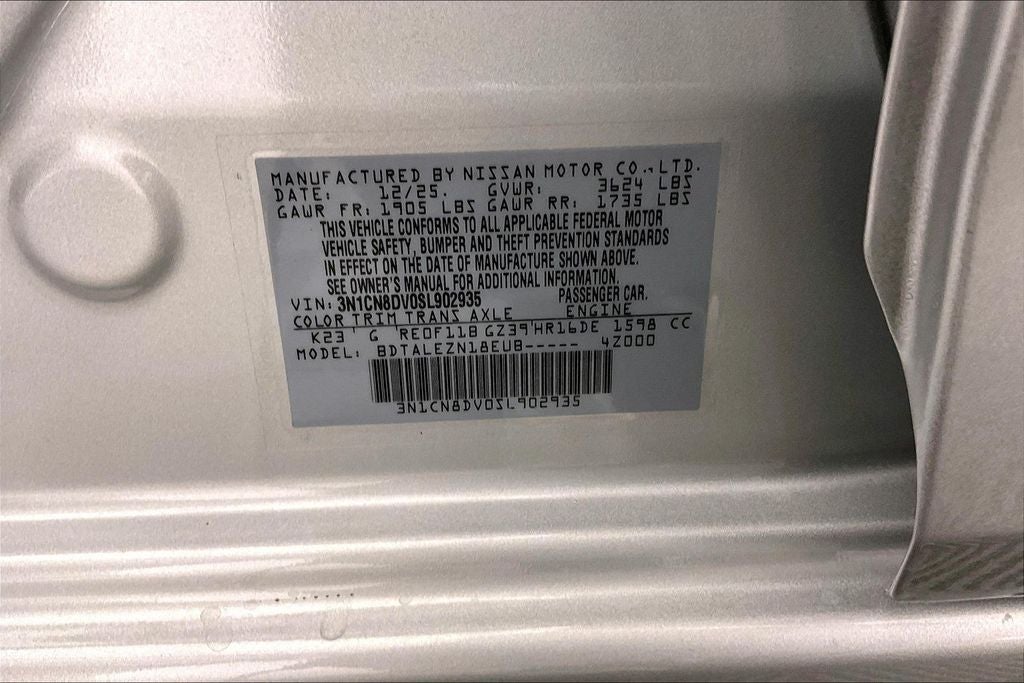 MANUFACTURED BY NISSAN MOTOR CO., LTD.
DATE: 12/25. GVWR: 3624 LBS
GAWR FR: 1905 LBS GAWR RR: 1735 LBS
THIS VEHICLE CONFORMS TO ALL APPLICABLE FEDERAL MOTOR
VEHICLE SAFETY, BUMPER AND THEFT PREVENTION STANDARDS
IN EFFECT ON THE DATE OF MANUFACTURE SHOWN ABOVE.
SEE OWNER'S MANUAL FOR ADDITIONAL INFORMATION.
VIN: 3N1CN8DV0SL902935 PASSENGER CAR.
COLOR TRIM TRANS AXLE ENGINE
K23 G RE0F11B GZ39 HR16DE 1598 CC
MODEL: BDTALEZN18EUB----- 4Z000
3N1CN8DV0SL902935